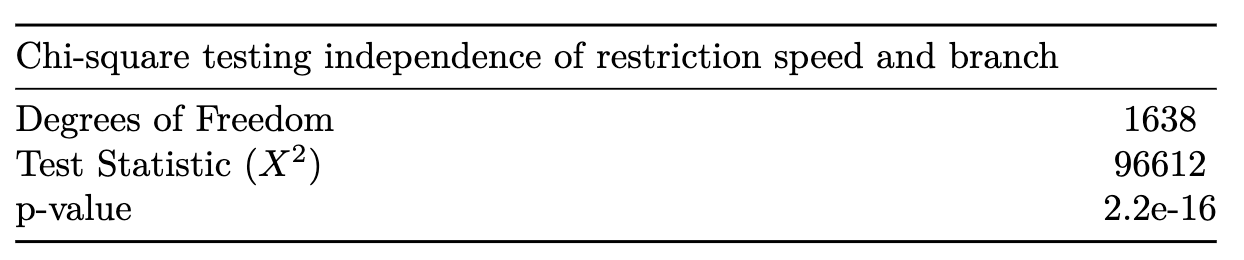 Chi-square testing independence of restriction speed and branch
Degrees of Freedom 1638
Test Statistic (X²) 96612
p-value 2.2e-16